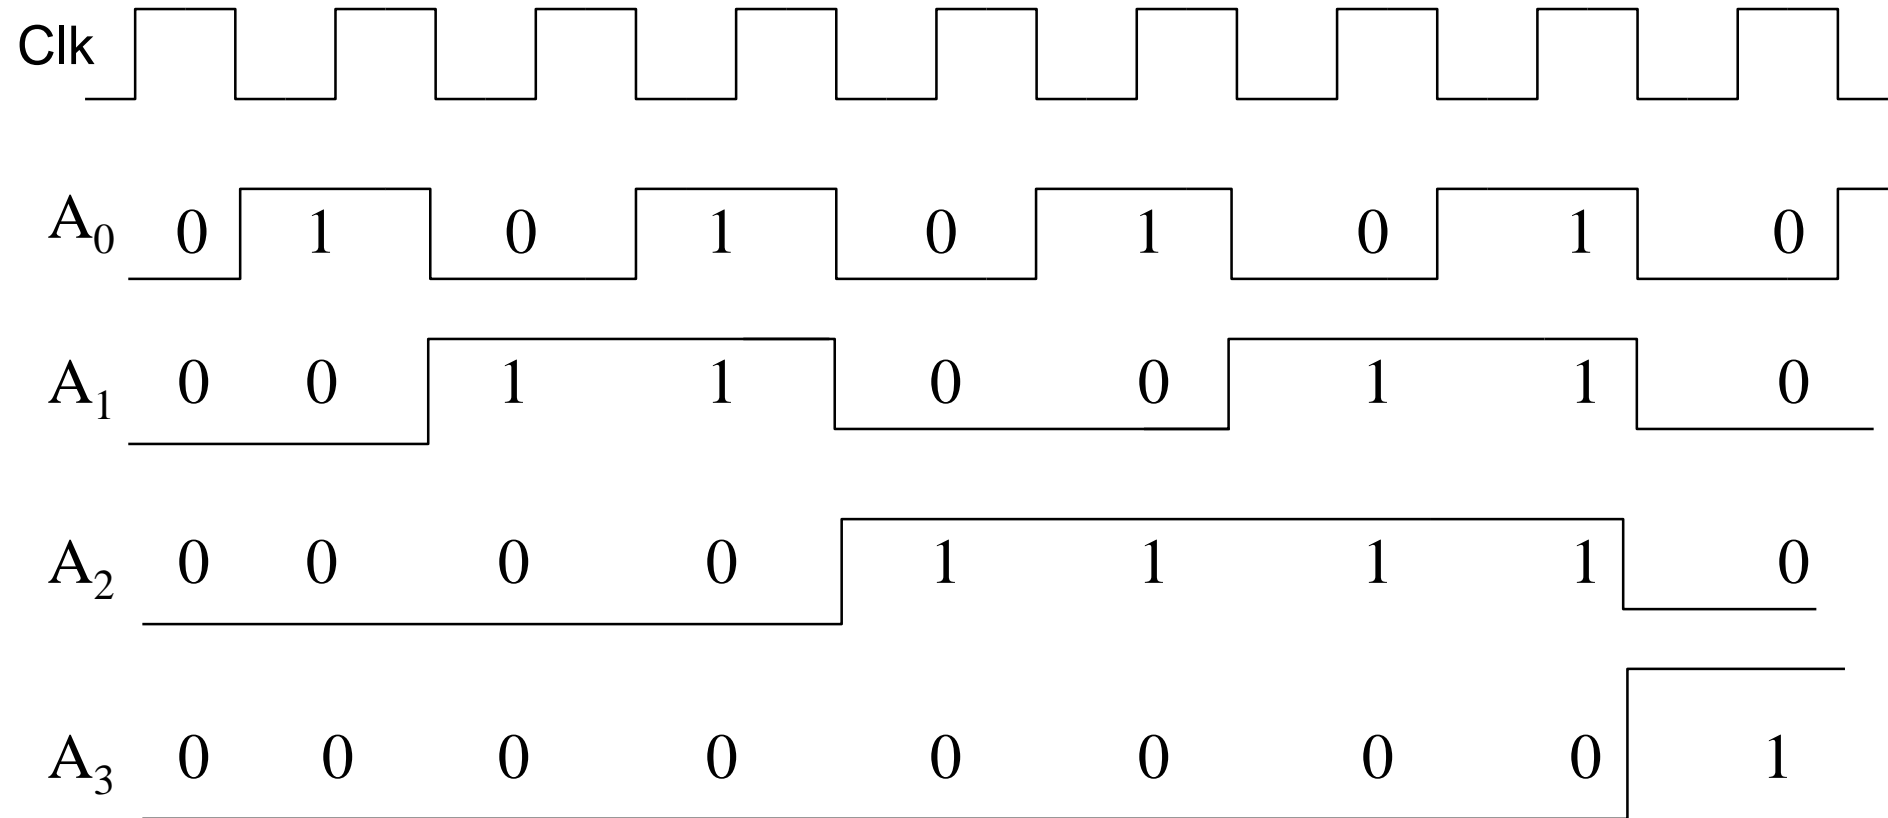 Clk
A₀ 0 1 0 1 0 1 0 1 0
A₁ 0 0 1 1 0 0 1 1 0
A₂ 0 0 0 0 1 1 1 1 0
A₃ 0 0 0 0 0 0 0 0 1